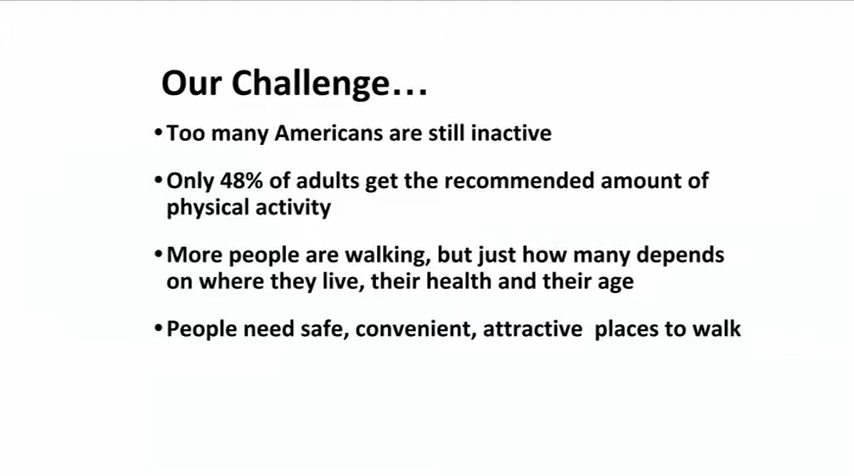 Our Challenge…
•Too many Americans are still inactive
•Only 48% of adults get the recommended amount of
physical activity
•More people are walking, but just how many depends
on where they live, their health and their age
•People need safe, convenient, attractive  places to walk